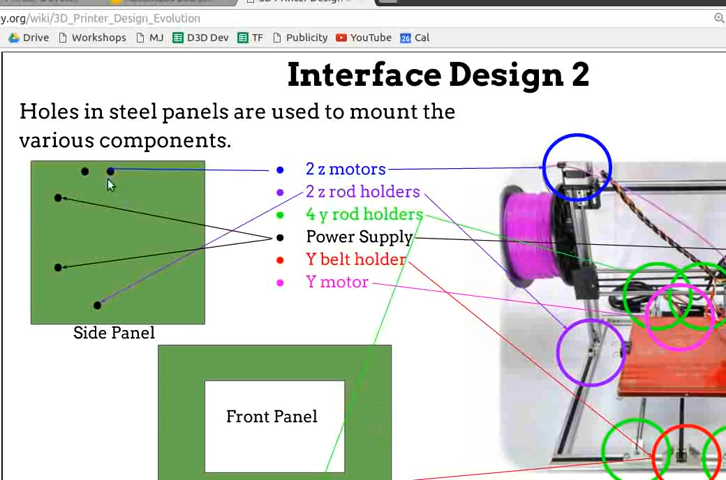 y.org/wiki/3D_Printer_Design_Evolution
Drive Workshops MJ D3D Dev TF Publicity YouTube Cal
Interface Design 2
Holes in steel panels are used to mount the
various components.
2 z motors
2 z rod holders
4 y rod holders
Power Supply
Y belt holder
Y motor
Side Panel
Front Panel